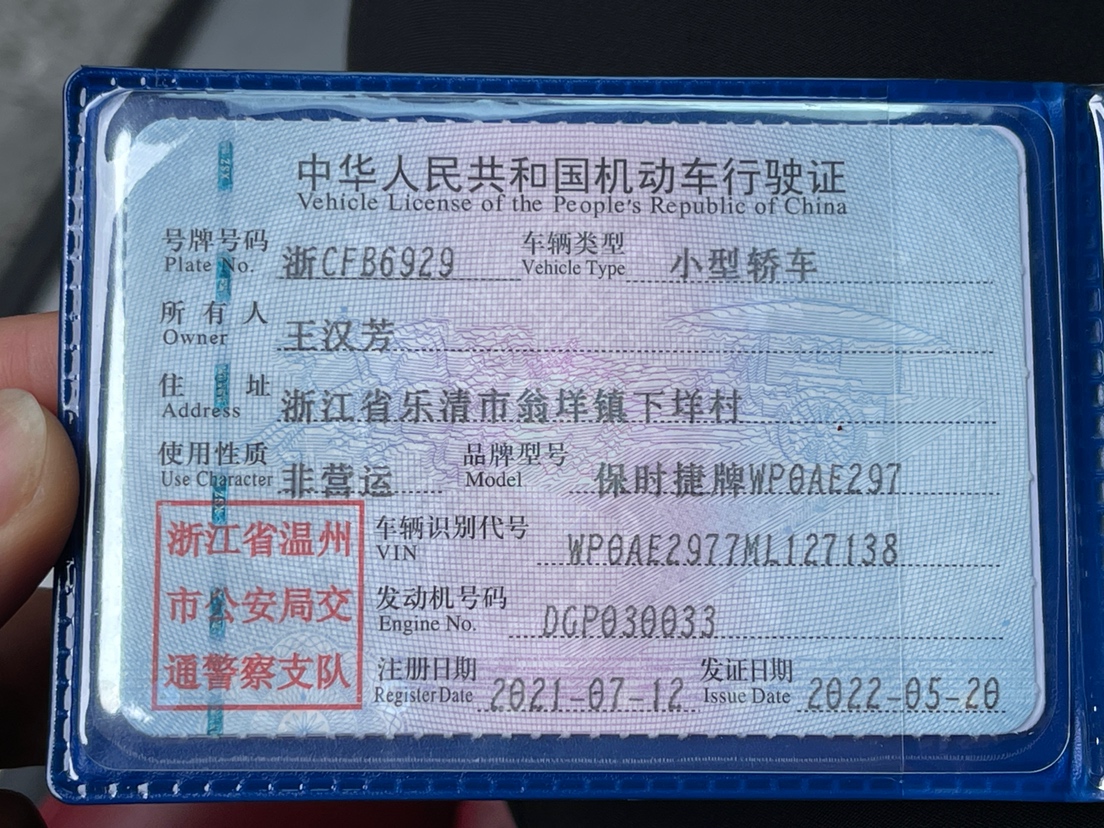 中华人民共和国机动车行驶证
Vehicle License of the People's Republic of China
号牌号码 浙CFB6929 车辆类型 小型轿车
Plate No. Vehicle Type
所有人 王汉芳
Owner
住址 浙江省乐清市翁垟镇下垟村
Address
使用性质 非营运 品牌型号 保时捷牌WP0AE297
Use Character Model
浙江省温州
市公安局交
通警察支队
车辆识别代号 WP0AE2977ML127138
VIN
发动机号码 DGP030033
Engine No.
注册日期 2021-07-12 发证日期 2022-05-20
Register Date Issue Date